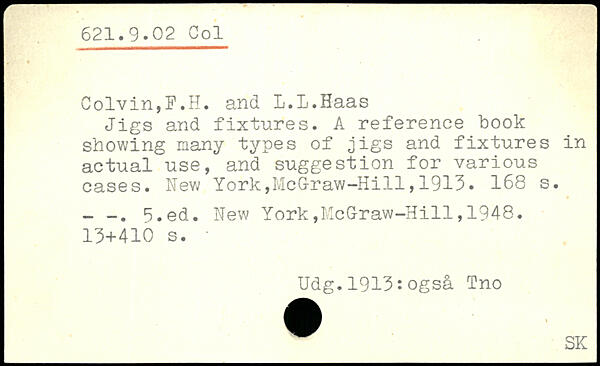 621.9.02 Col
Colvin,F.H. and L.L.Haas
Jigs and fixtures. A reference book
showing many types of jigs and fixtures in
actual use, and suggestion for various
cases. New York,McGraw-Hill,1913. 168 s.
- -. 5.ed. New York,McGraw-Hill,1948.
13+410 s.
Udg.1913:også Tno
SK